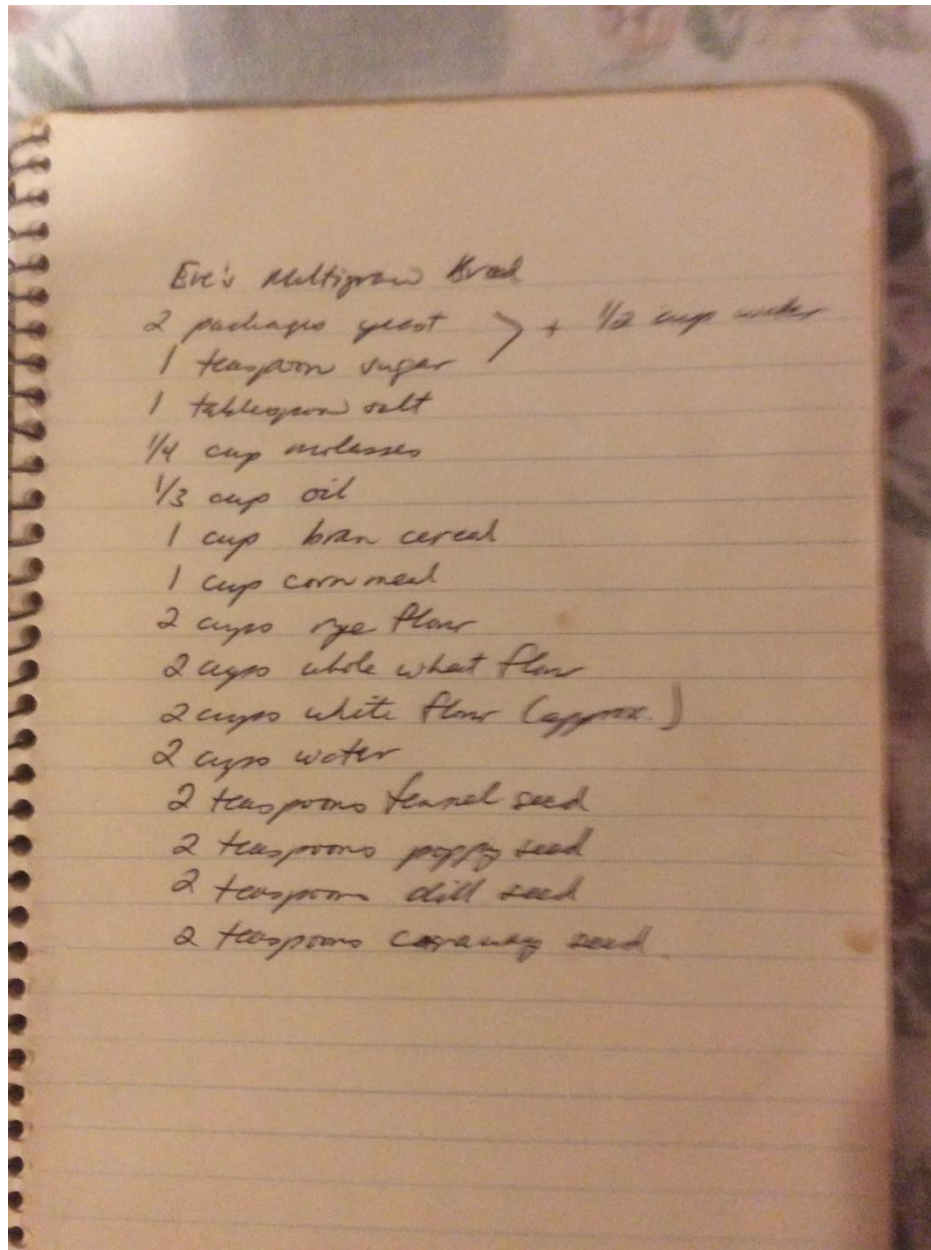 Eve's Multigrain Bread
2 packages yeast } + 1/2 cup water
1 teaspoon sugar
1 tablespoon salt
1/4 cup molasses
1/3 cup oil
1 cup bran cereal
1 cup corn meal
2 cups rye flour
2 cups whole wheat flour
2 cups white flour (approx.)
2 cups water
2 teaspoons fennel seed
2 teaspoons poppy seed
2 teaspoons dill seed
2 teaspoons caraway seed